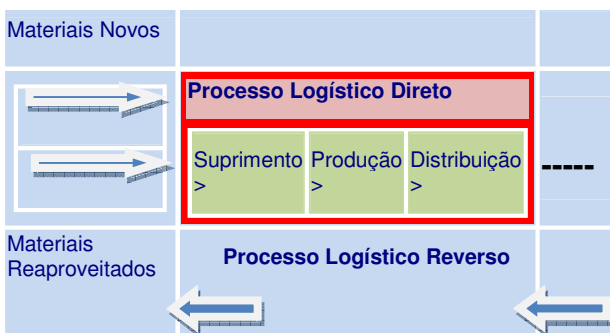 Materiais Novos
Processo Logístico Direto
Suprimento Produção Distribuição
> > >
-----
Materiais
Reaproveitados
Processo Logístico Reverso